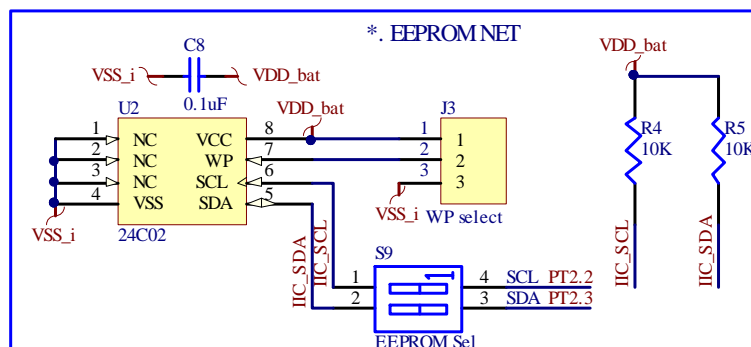 *. EEPROM NET
C8
VSS_i
VDD_bat
0.1uF
VDD_bat
U2
VDD_bat
J3
1 NC VCC 8 1 1
2 NC WP 7 2 2
3 NC SCL 6 3 3
4 VSS SDA 5
VSS_i
24C02
VSS_i
WP select
R4
10K
R5
10K
IIC_SDA
IIC_SCL
IIC_SCL
IIC_SDA
S9
1
1 4 SCL PT2.2
2 3 SDA PT2.3
EEPROM Sel